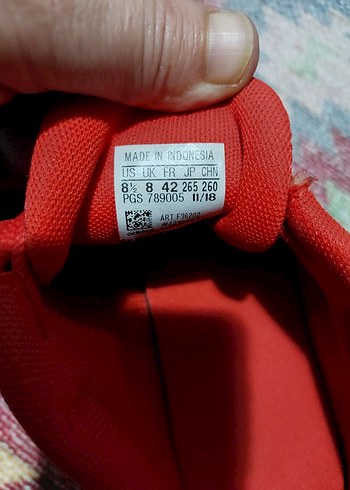 MADE IN INDONESIA
US UK FR JP CHN
8½ 8 42 265 260
PGS 789005 11/18
ART F36202